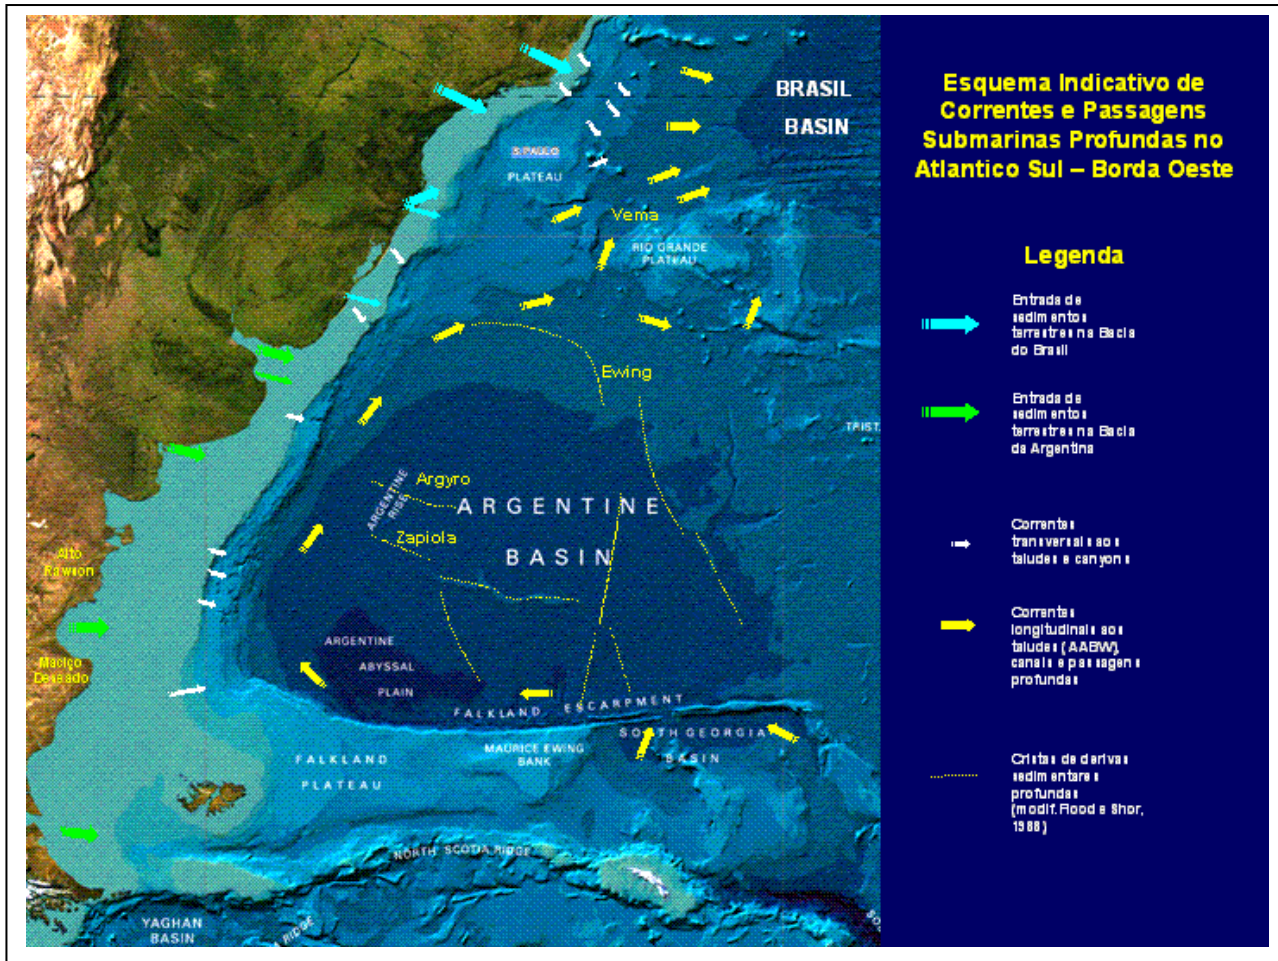 BRASIL
BASIN
S.PAULO
PLATEAU
Vema
RIO GRANDE
PLATEAU
Ewing
TRIST
Argyro
ARGENTINE
RISE
ARGENTINE
BASIN
Zapiola
Alto
Rawson
Maciço
Deseado
ARGENTINE
ABYSSAL
PLAIN
FALKLAND ESCARPMENT
SOUTH GEORGIA
BASIN
MAURICE EWING
BANK
FALKLAND
PLATEAU
NORTH SCOTIA RIDGE
YAGHAN
BASIN
A RIDGE
SO
Esquema Indicativo de
Correntes e Passagens
Submarinas Profundas no
Atlantico Sul – Borda Oeste
Legenda
Entrada de
sedimentos
terrestres na Bacia
do Brasil
Entrada de
sedimentos
terrestres na Bacia
da Argentina
Correntes
transversais aos
taludes e canyons
Correntes
longitudinais aos
taludes (AABW),
canais e passagens
profundas
Cristas de derivas
sedimentares
profundas
(modif. Flood e Shor,
1988)